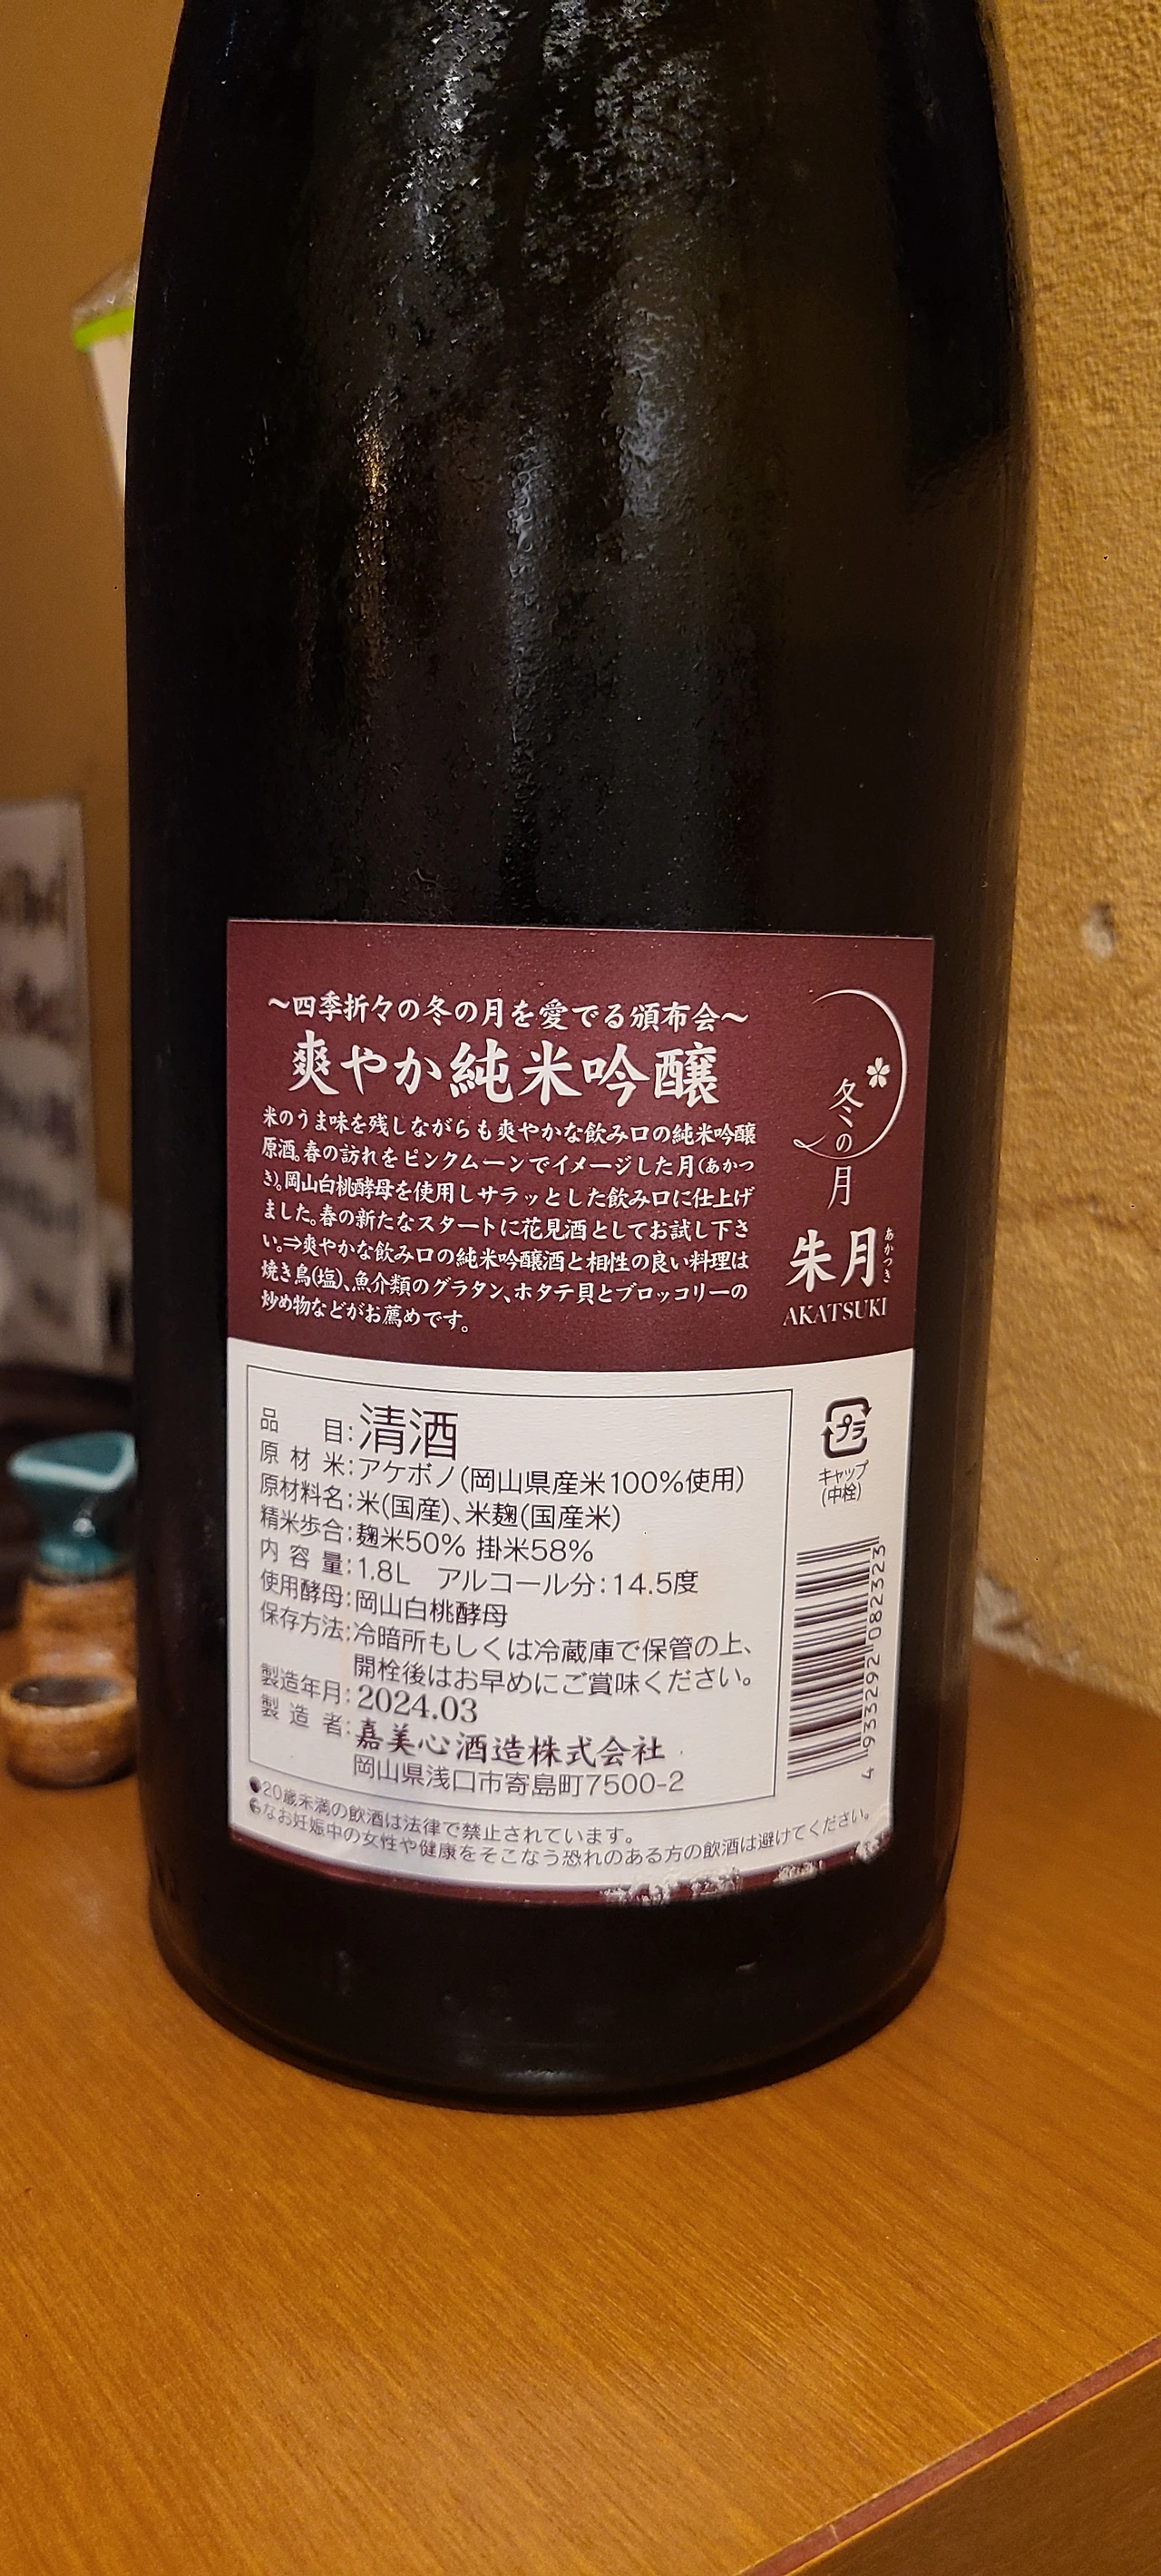 ～四季折々の冬の月を愛でる頒布会～
爽やか純米吟醸
米のうま味を残しながらも爽やかな飲み口の純米吟醸
原酒。春の訪れをピンクムーンでイメージした月(あかつ
き)。岡山白桃酵母を使用しサラッとした飲み口に仕上げ
ました。春の新たなスタートに花見酒としてお試し下さ
い。⇒爽やかな飲み口の純米吟醸酒と相性の良い料理は
焼き鳥(塩)、魚介類のグラタン、ホタテ貝とブロッコリーの
炒め物などがお薦めです。
冬の月
朱月
あかつき
AKATSUKI
品目：清酒
原材米：アケボノ(岡山県産米100%使用)
原材料名：米(国産)、米麹(国産米)
精米歩合：麹米50% 掛米58%
内容量：1.8L アルコール分：14.5度
使用酵母：岡山白桃酵母
保存方法：冷暗所もしくは冷蔵庫で保管の上、
開栓後はお早めにご賞味ください。
製造年月：2024.03
製造者：嘉美心酒造株式会社
岡山県浅口市寄島町7500-2
プラ
キャップ
(中栓)
4 933292 082323
●20歳未満の飲酒は法律で禁止されています。
●なお妊娠中の女性や健康をそこなう恐れのある方の飲酒は避けてください。